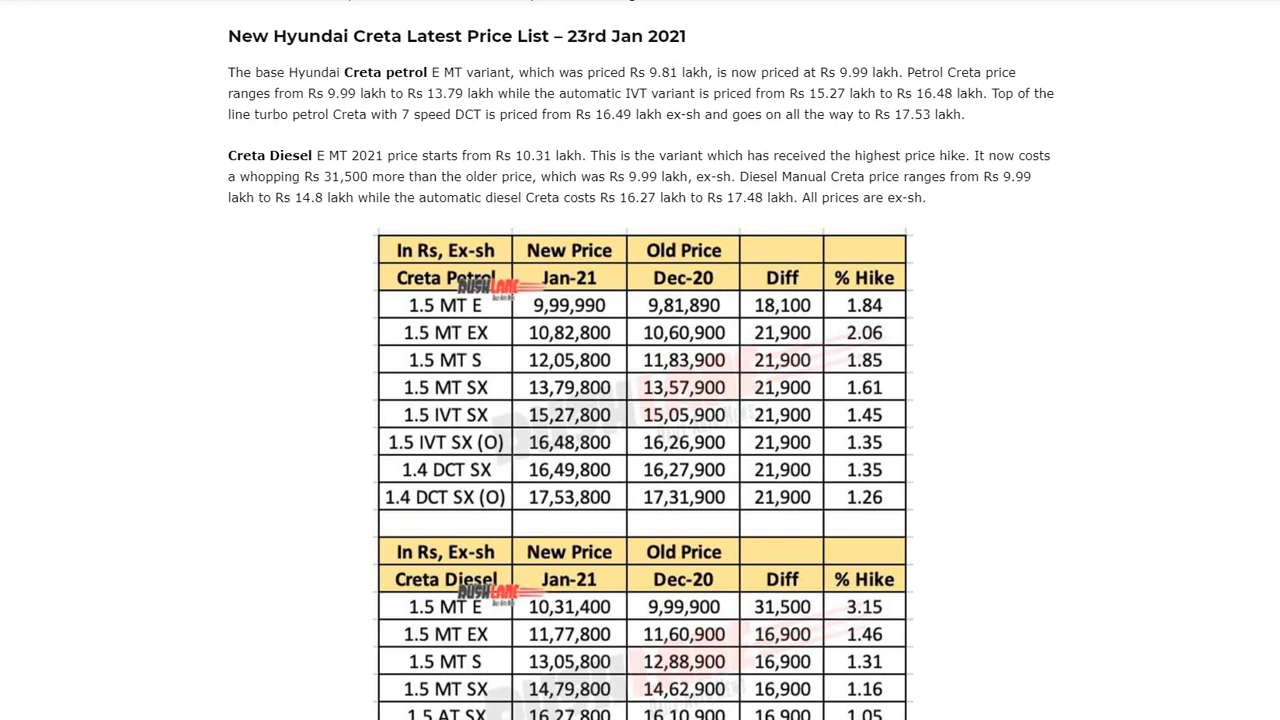 New Hyundai Creta Latest Price List – 23rd Jan 2021
The base Hyundai Creta petrol E MT variant, which was priced Rs 9.81 lakh, is now priced at Rs 9.99 lakh. Petrol Creta price
ranges from Rs 9.99 lakh to Rs 13.79 lakh while the automatic IVT variant is priced from Rs 15.27 lakh to Rs 16.48 lakh. Top of the
line turbo petrol Creta with 7 speed DCT is priced from Rs 16.49 lakh ex-sh and goes on all the way to Rs 17.53 lakh.
Creta Diesel E MT 2021 price starts from Rs 10.31 lakh. This is the variant which has received the highest price hike. It now costs
a whopping Rs 31,500 more than the older price, which was Rs 9.99 lakh, ex-sh. Diesel Manual Creta price ranges from Rs 9.99
lakh to Rs 14.8 lakh while the automatic diesel Creta costs Rs 16.27 lakh to Rs 17.48 lakh. All prices are ex-sh.
In Rs, Ex-sh New Price Old Price
Creta Petrol Jan-21 Dec-20 Diff % Hike
RUSHLANE
1.5 MT E 9,99,990 9,81,890 18,100 1.84
1.5 MT EX 10,82,800 10,60,900 21,900 2.06
1.5 MT S 12,05,800 11,83,900 21,900 1.85
1.5 MT SX 13,79,800 13,57,900 21,900 1.61
1.5 IVT SX 15,27,800 15,05,900 21,900 1.45
1.5 IVT SX (O) 16,48,800 16,26,900 21,900 1.35
1.4 DCT SX 16,49,800 16,27,900 21,900 1.35
1.4 DCT SX (O) 17,53,800 17,31,900 21,900 1.26
In Rs, Ex-sh New Price Old Price
Creta Diesel Jan-21 Dec-20 Diff % Hike
RUSHLANE
1.5 MT E 10,31,400 9,99,900 31,500 3.15
1.5 MT EX 11,77,800 11,60,900 16,900 1.46
1.5 MT S 13,05,800 12,88,900 16,900 1.31
1.5 MT SX 14,79,800 14,62,900 16,900 1.16
1.5 AT SX 16,27,800 16,10,900 16,900 1.05